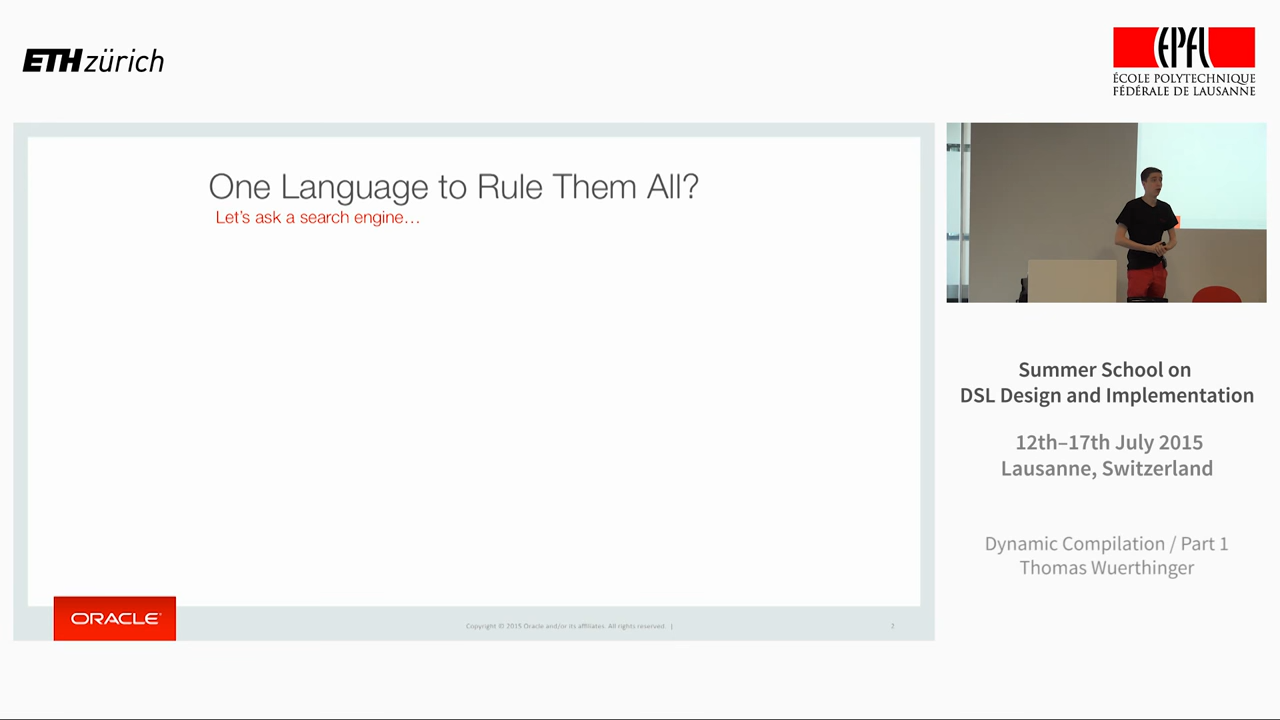 ETH zürich
EPFL
ÉCOLE POLYTECHNIQUE
FÉDÉRALE DE LAUSANNE
One Language to Rule Them All?
Let's ask a search engine…
ORACLE
Copyright © 2015 Oracle and/or its affiliates. All rights reserved. |
2
Summer School on
DSL Design and Implementation
12th–17th July 2015
Lausanne, Switzerland
Dynamic Compilation / Part 1
Thomas Wuerthinger